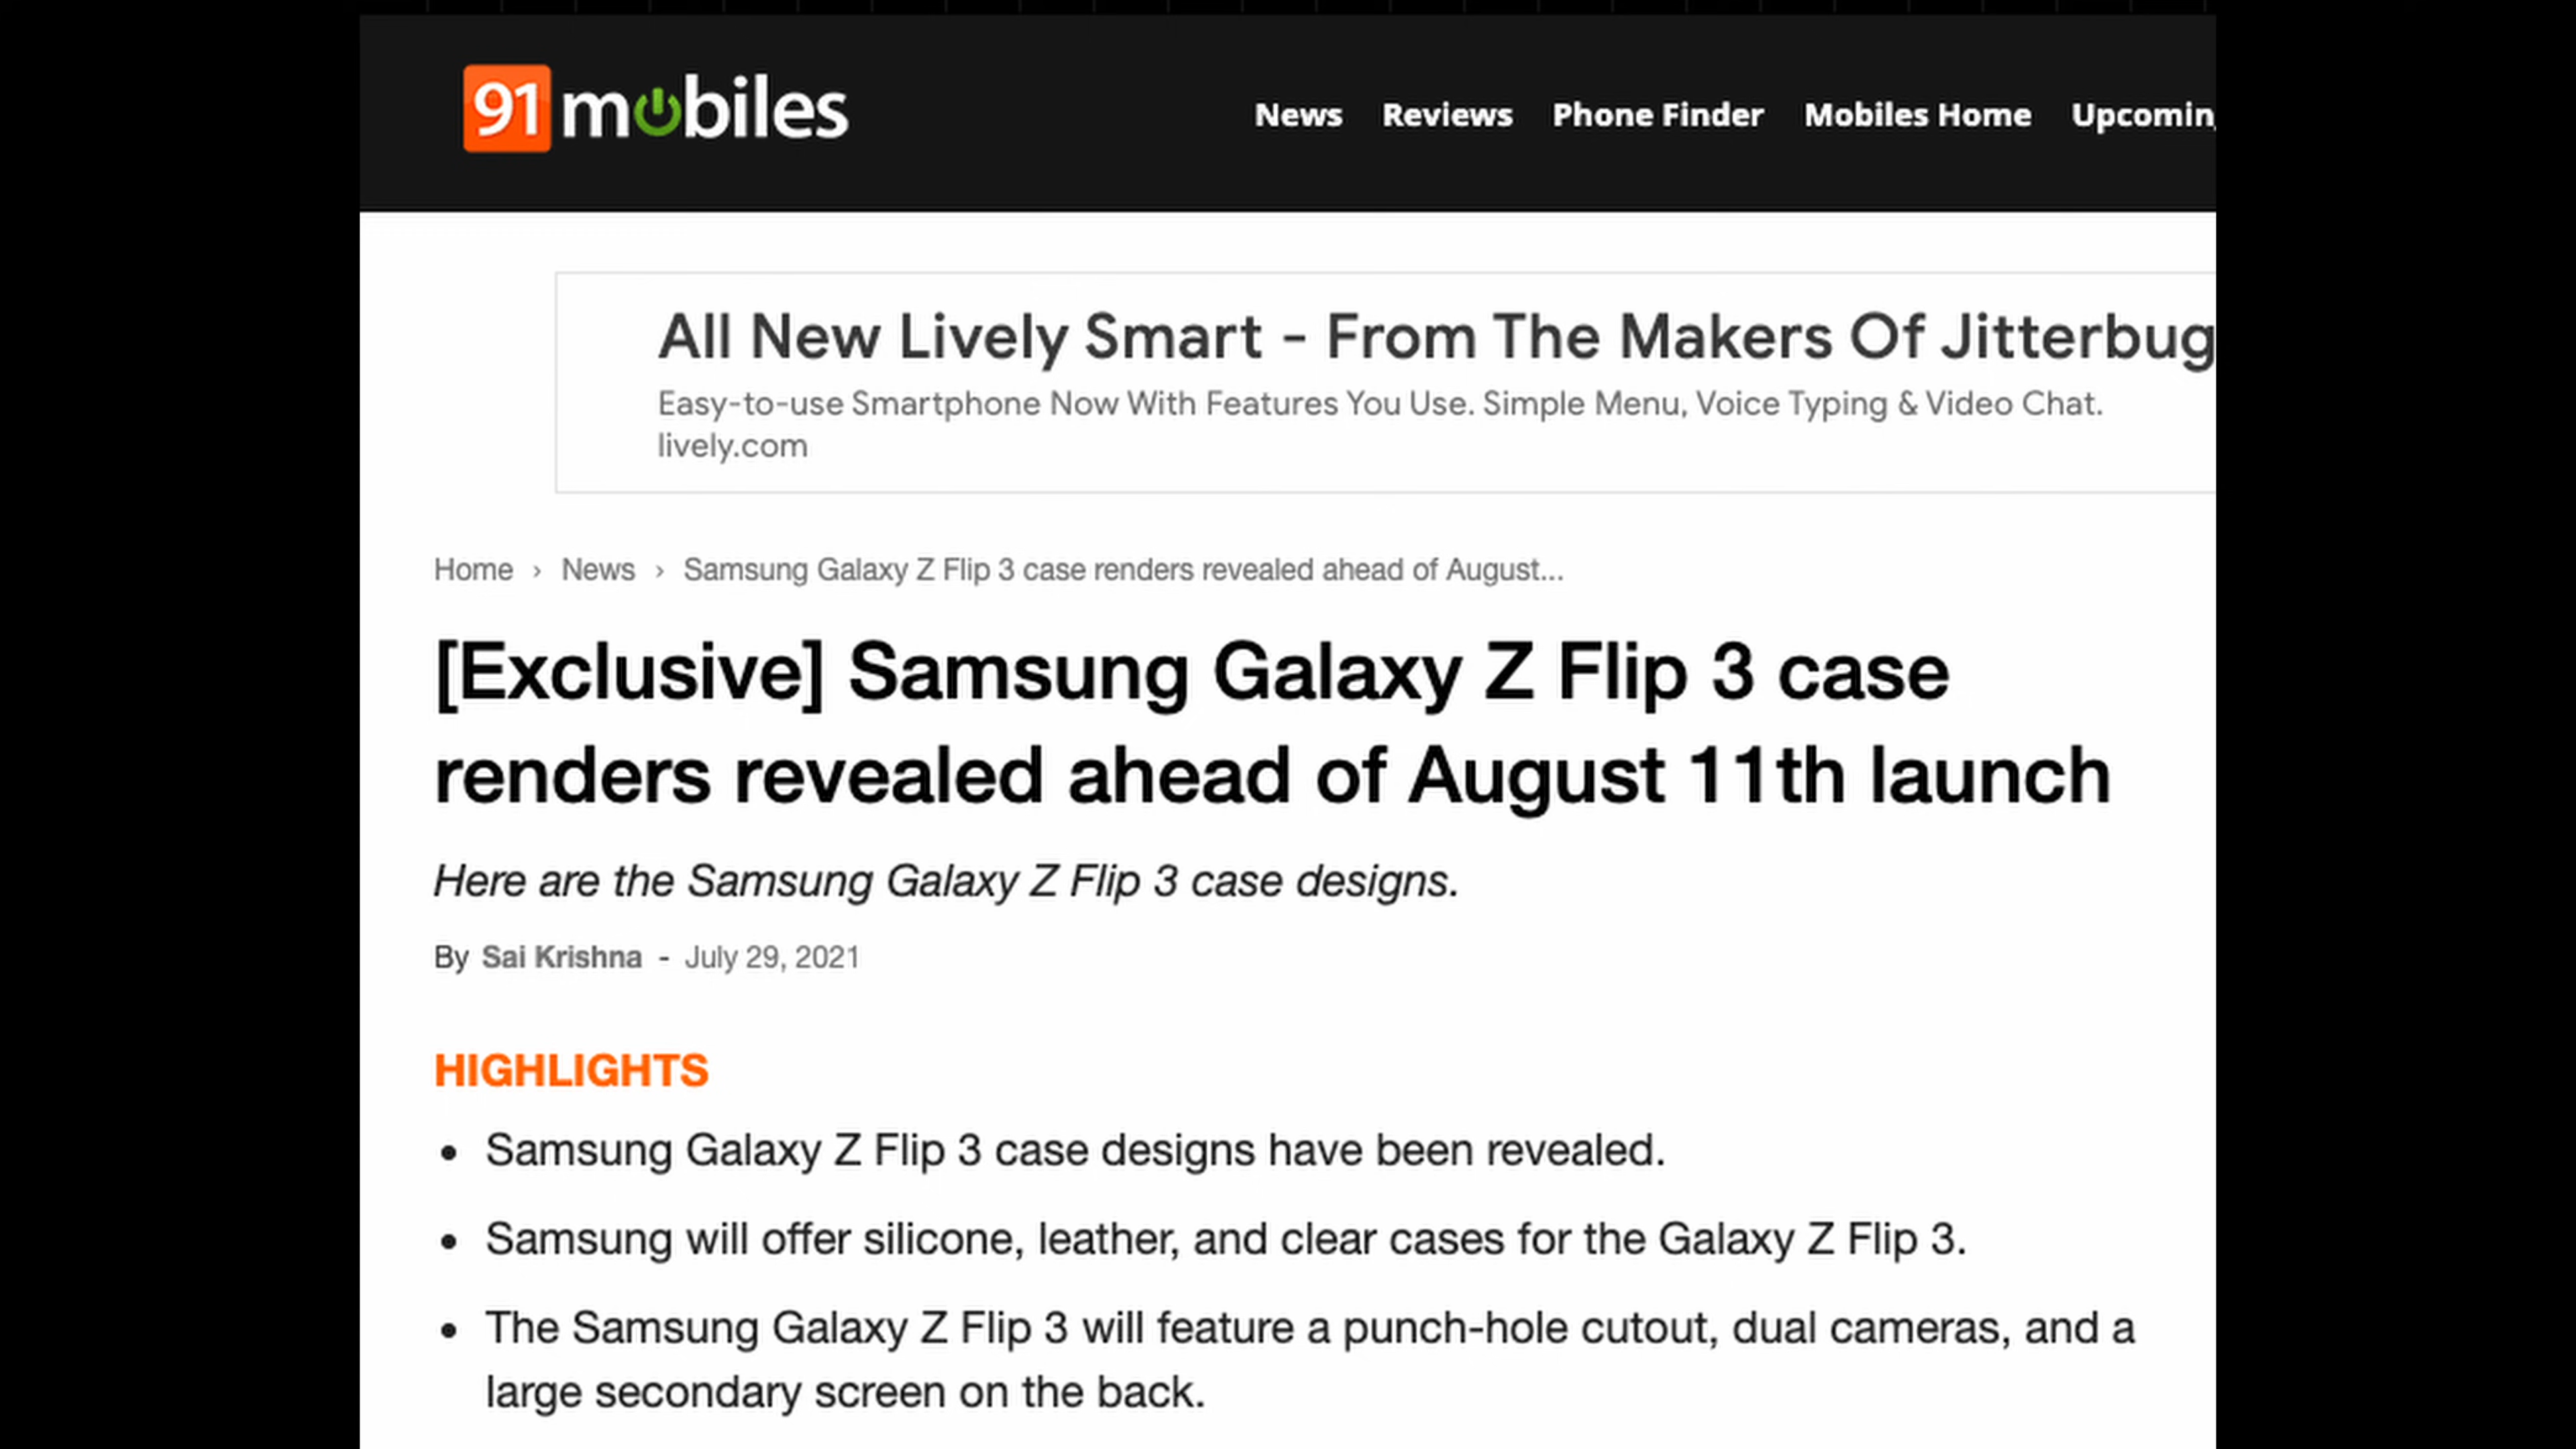 91mobiles
News Reviews Phone Finder Mobiles Home Upcomin
All New Lively Smart - From The Makers Of Jitterbug
Easy-to-use Smartphone Now With Features You Use. Simple Menu, Voice Typing & Video Chat.
lively.com
Home › News › Samsung Galaxy Z Flip 3 case renders revealed ahead of August...
[Exclusive] Samsung Galaxy Z Flip 3 case
renders revealed ahead of August 11th launch
Here are the Samsung Galaxy Z Flip 3 case designs.
By Sai Krishna - July 29, 2021
HIGHLIGHTS
• Samsung Galaxy Z Flip 3 case designs have been revealed.
• Samsung will offer silicone, leather, and clear cases for the Galaxy Z Flip 3.
• The Samsung Galaxy Z Flip 3 will feature a punch-hole cutout, dual cameras, and a
large secondary screen on the back.